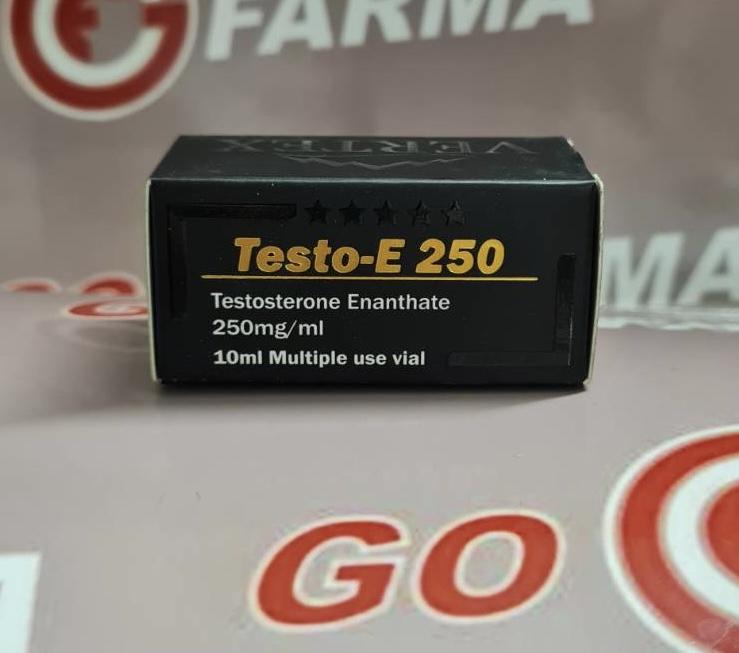 FARMA
VERTEX
Testo-E 250
Testosterone Enanthate
250mg/ml
10ml Multiple use vial
MA
GO